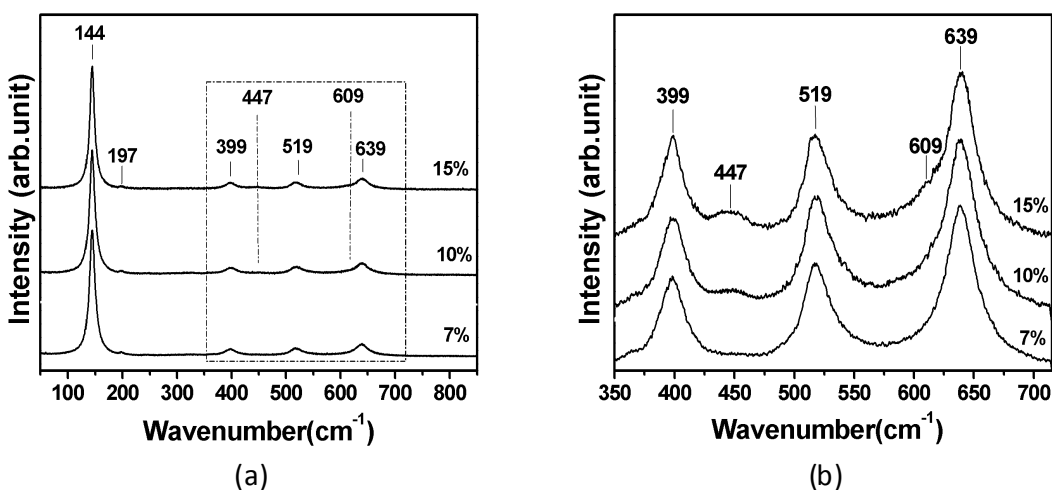 144
197
447
609
399
519
639
15%
10%
7%
Intensity (arb.unit)
100 200 300 400 500 600 700 800
Wavenumber(cm⁻¹)
(a)
639
399
519
609
447
15%
10%
7%
Intensity (arb.unit)
350 400 450 500 550 600 650 700
Wavenumber(cm⁻¹)
(b)